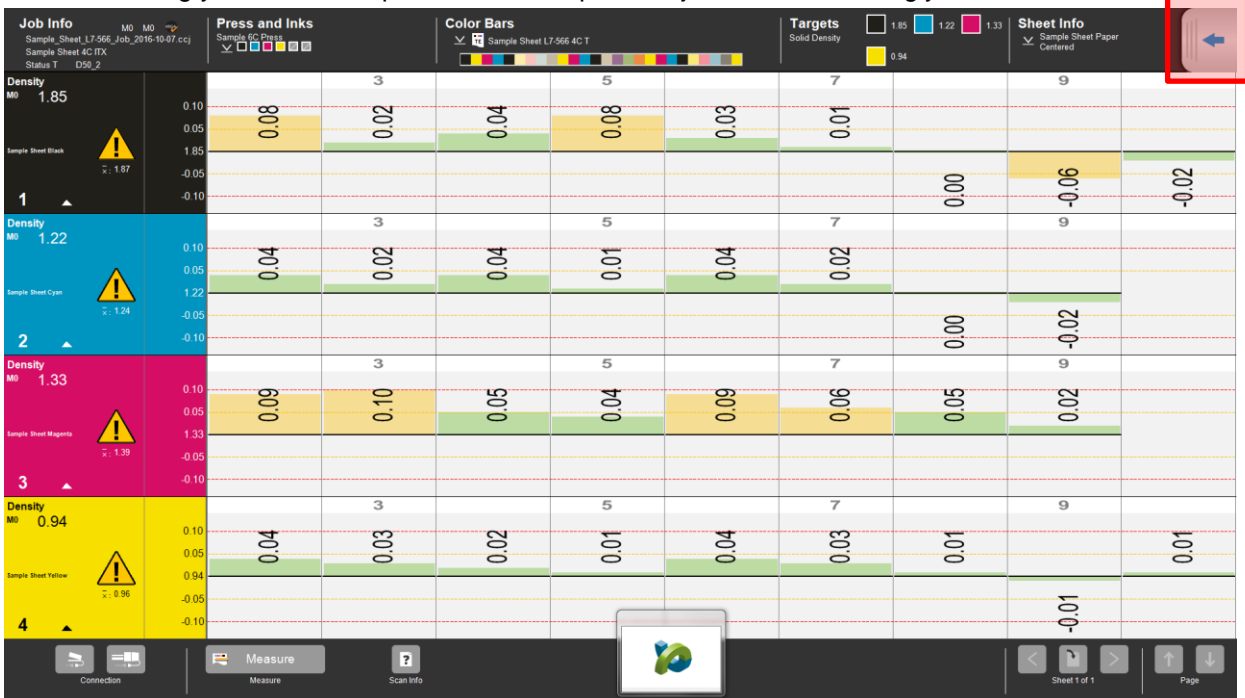 Job Info M0 M0
Sample_Sheet_L7-566_Job_2016-10-07.ccj
Sample Sheet 4C ITX
Status T D50_2
Press and Inks
Sample 6C Press
Color Bars
Sample Sheet L7-566 4C T
Targets
Solid Density
1.85 1.22 1.33
0.94
Sheet Info
Sample Sheet Paper
Centered
Density
M0 1.85
Sample Sheet Black
x : 1.87
1
0.10
0.05
1.85
-0.05
-0.10
3 5 7 9
0.08 0.02 0.04 0.08 0.03 0.01 0.00 -0.06 -0.02
Density
M0 1.22
Sample Sheet Cyan
x : 1.24
2
0.10
0.05
1.22
-0.05
-0.10
3 5 7 9
0.04 0.02 0.04 0.01 0.04 0.02 0.00 -0.02
Density
M0 1.33
Sample Sheet Magenta
x : 1.39
3
0.10
0.05
1.33
-0.05
-0.10
3 5 7 9
0.09 0.10 0.05 0.04 0.09 0.06 0.05 0.02
Density
M0 0.94
Sample Sheet Yellow
x : 0.96
4
0.10
0.05
0.94
-0.05
-0.10
3 5 7 9
0.04 0.03 0.02 0.01 0.04 0.03 0.01 -0.01 0.01
Connection
Measure
Measure
?
Scan Info
Sheet 1 of 1
Page